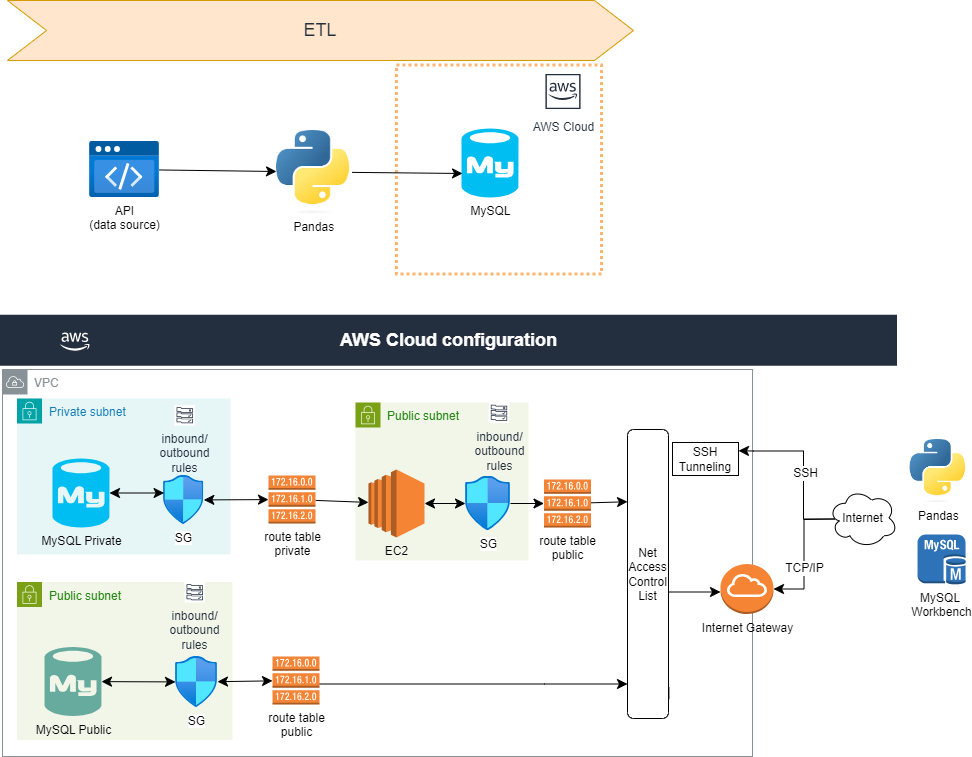 ETL
aws
AWS Cloud
My
API
(data source)
Pandas
MySQL
aws
AWS Cloud configuration
VPC
Private subnet
inbound/
outbound
rules
My
MySQL Private
SG
172.16.0.0
172.16.1.0
172.16.2.0
route table
private
Public subnet
inbound/
outbound
rules
EC2
SG
172.16.0.0
172.16.1.0
172.16.2.0
route table
public
Net
Access
Control
List
SSH
Tunneling
SSH
Internet
TCP/IP
Internet Gateway
Pandas
MySQL
M
MySQL
Workbench
Public subnet
inbound/
outbound
rules
My
MySQL Public
SG
172.16.0.0
172.16.1.0
172.16.2.0
route table
public